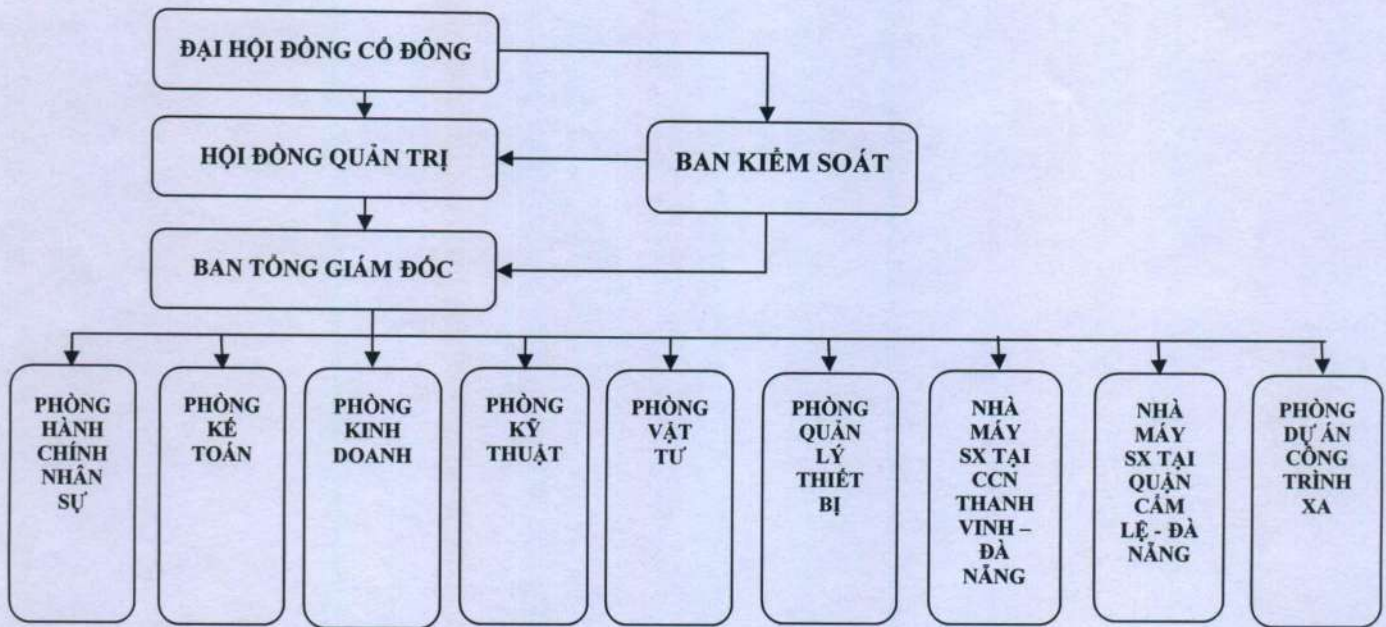 ĐẠI HỘI ĐỒNG CỔ ĐÔNG
HỘI ĐỒNG QUẢN TRỊ
BAN KIỂM SOÁT
BAN TỔNG GIÁM ĐỐC
PHÒNG
HÀNH
CHÍNH
NHÂN
SỰ
PHÒNG
KẾ
TOÁN
PHÒNG
KINH
DOANH
PHÒNG
KỸ
THUẬT
PHÒNG
VẬT
TƯ
PHÒNG
QUẢN
LÝ
THIẾT
BỊ
NHÀ
MÁY
SX TẠI
CCN
THANH
VINH –
ĐÀ
NẴNG
NHÀ
MÁY
SX TẠI
QUẬN
CẨM
LỆ - ĐÀ
NẴNG
PHÒNG
DỰ ÁN
CÔNG
TRÌNH
XA